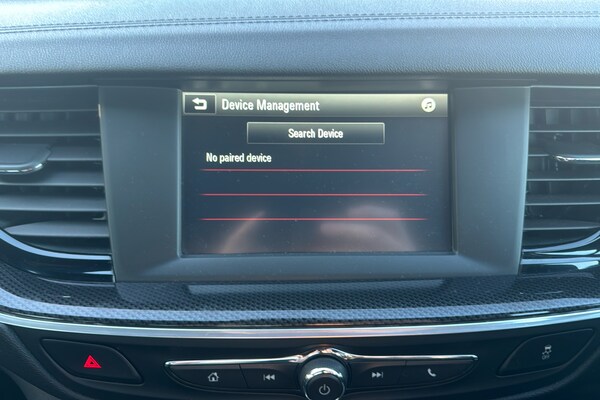 Device Management
Search Device
No paired device